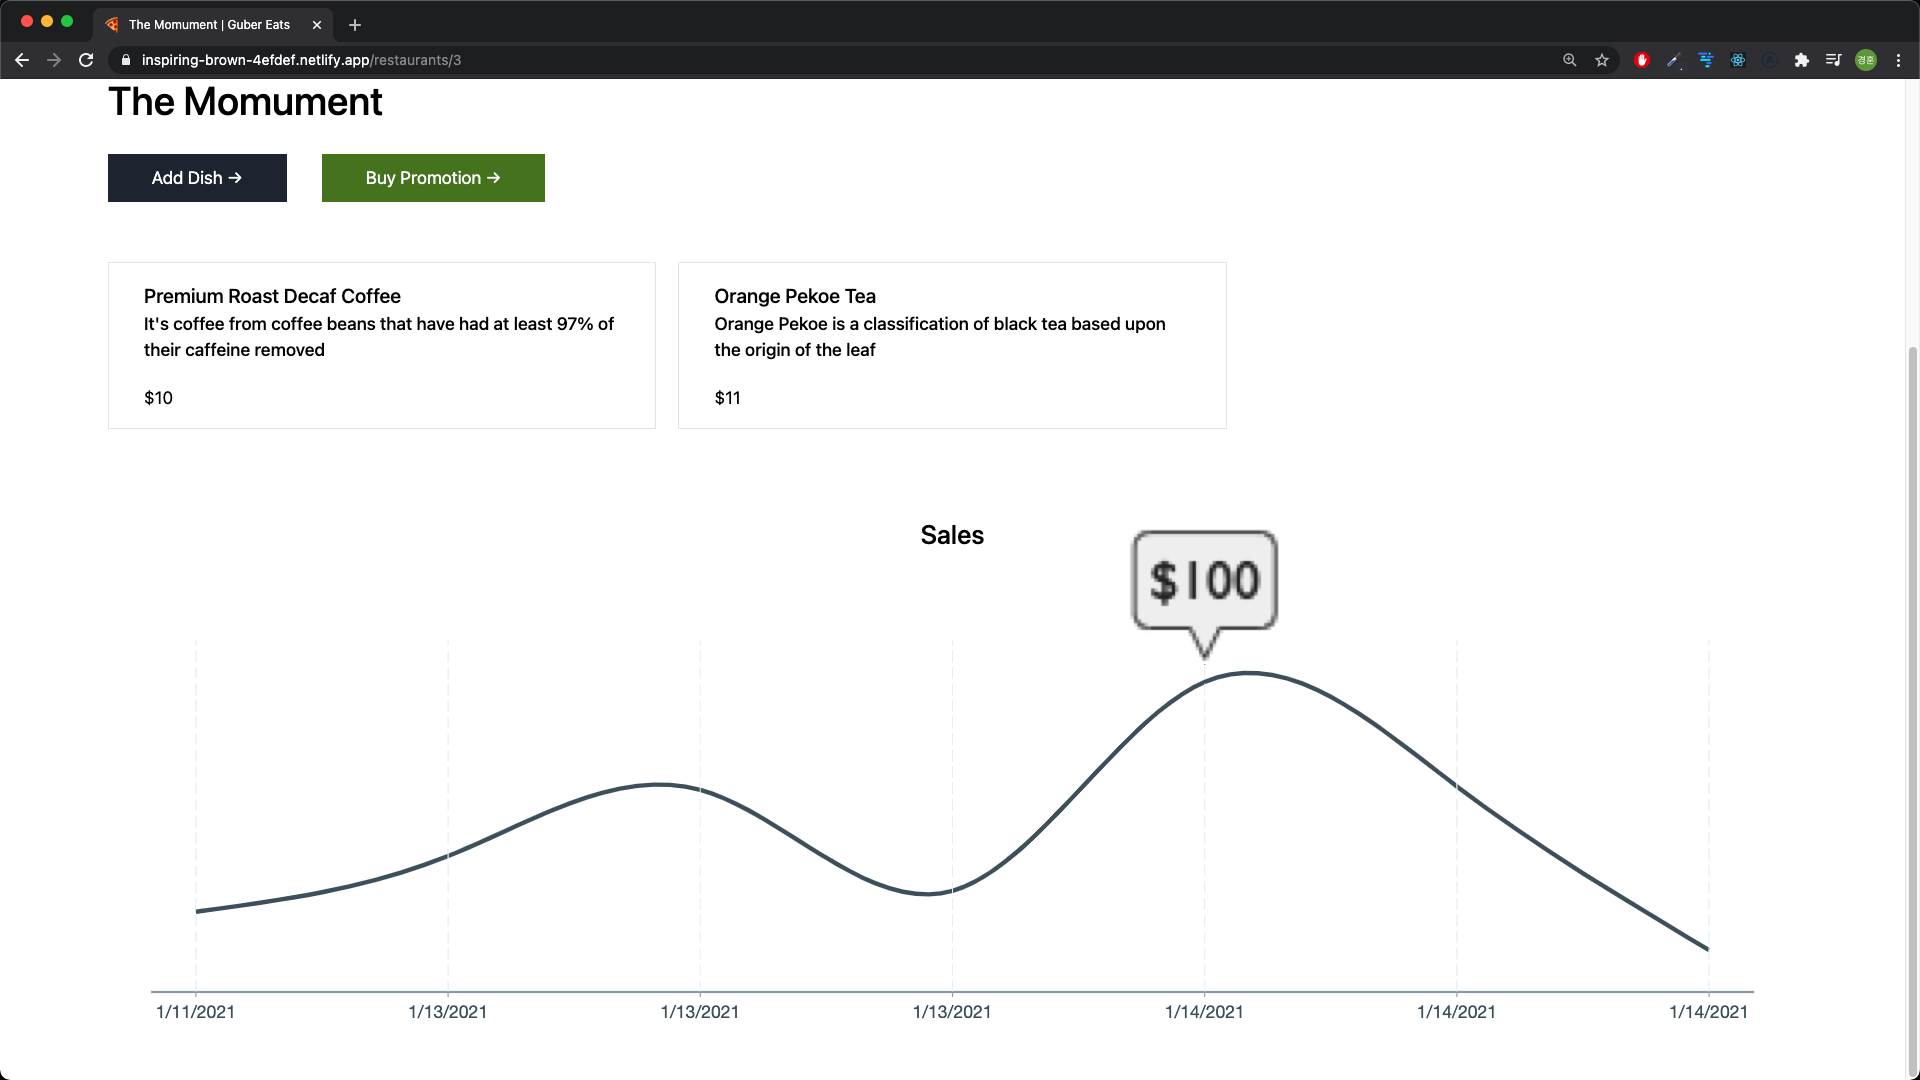 The Momument | Guber Eats
inspiring-brown-4efdef.netlify.app/restaurants/3
경훈
The Momument
Add Dish →
Buy Promotion →
Premium Roast Decaf Coffee
It's coffee from coffee beans that have had at least 97% of
their caffeine removed
$10
Orange Pekoe Tea
Orange Pekoe is a classification of black tea based upon
the origin of the leaf
$11
Sales
$100
1/11/2021
1/13/2021
1/13/2021
1/13/2021
1/14/2021
1/14/2021
1/14/2021